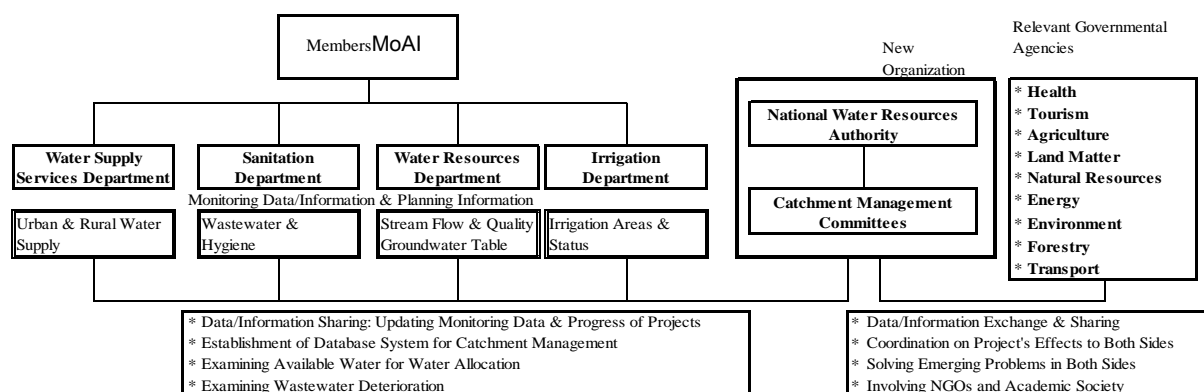 MembersMoAI
New
Organization
Relevant Governmental
Agencies
Water Supply
Services Department
Sanitation
Department
Water Resources
Department
Irrigation
Department
National Water Resources
Authority
Catchment Management
Committees
* Health
* Tourism
* Agriculture
* Land Matter
* Natural Resources
* Energy
* Environment
* Forestry
* Transport
Monitoring Data/Information & Planning Information
Urban & Rural Water
Supply
Wastewater &
Hygiene
Stream Flow & Quality
Groundwater Table
Irrigation Areas &
Status
* Data/Information Sharing: Updating Monitoring Data & Progress of Projects
* Establishment of Database System for Catchment Management
* Examining Available Water for Water Allocation
* Examining Wastewater Deterioration
* Data/Information Exchange & Sharing
* Coordination on Project's Effects to Both Sides
* Solving Emerging Problems in Both Sides
* Involving NGOs and Academic Society